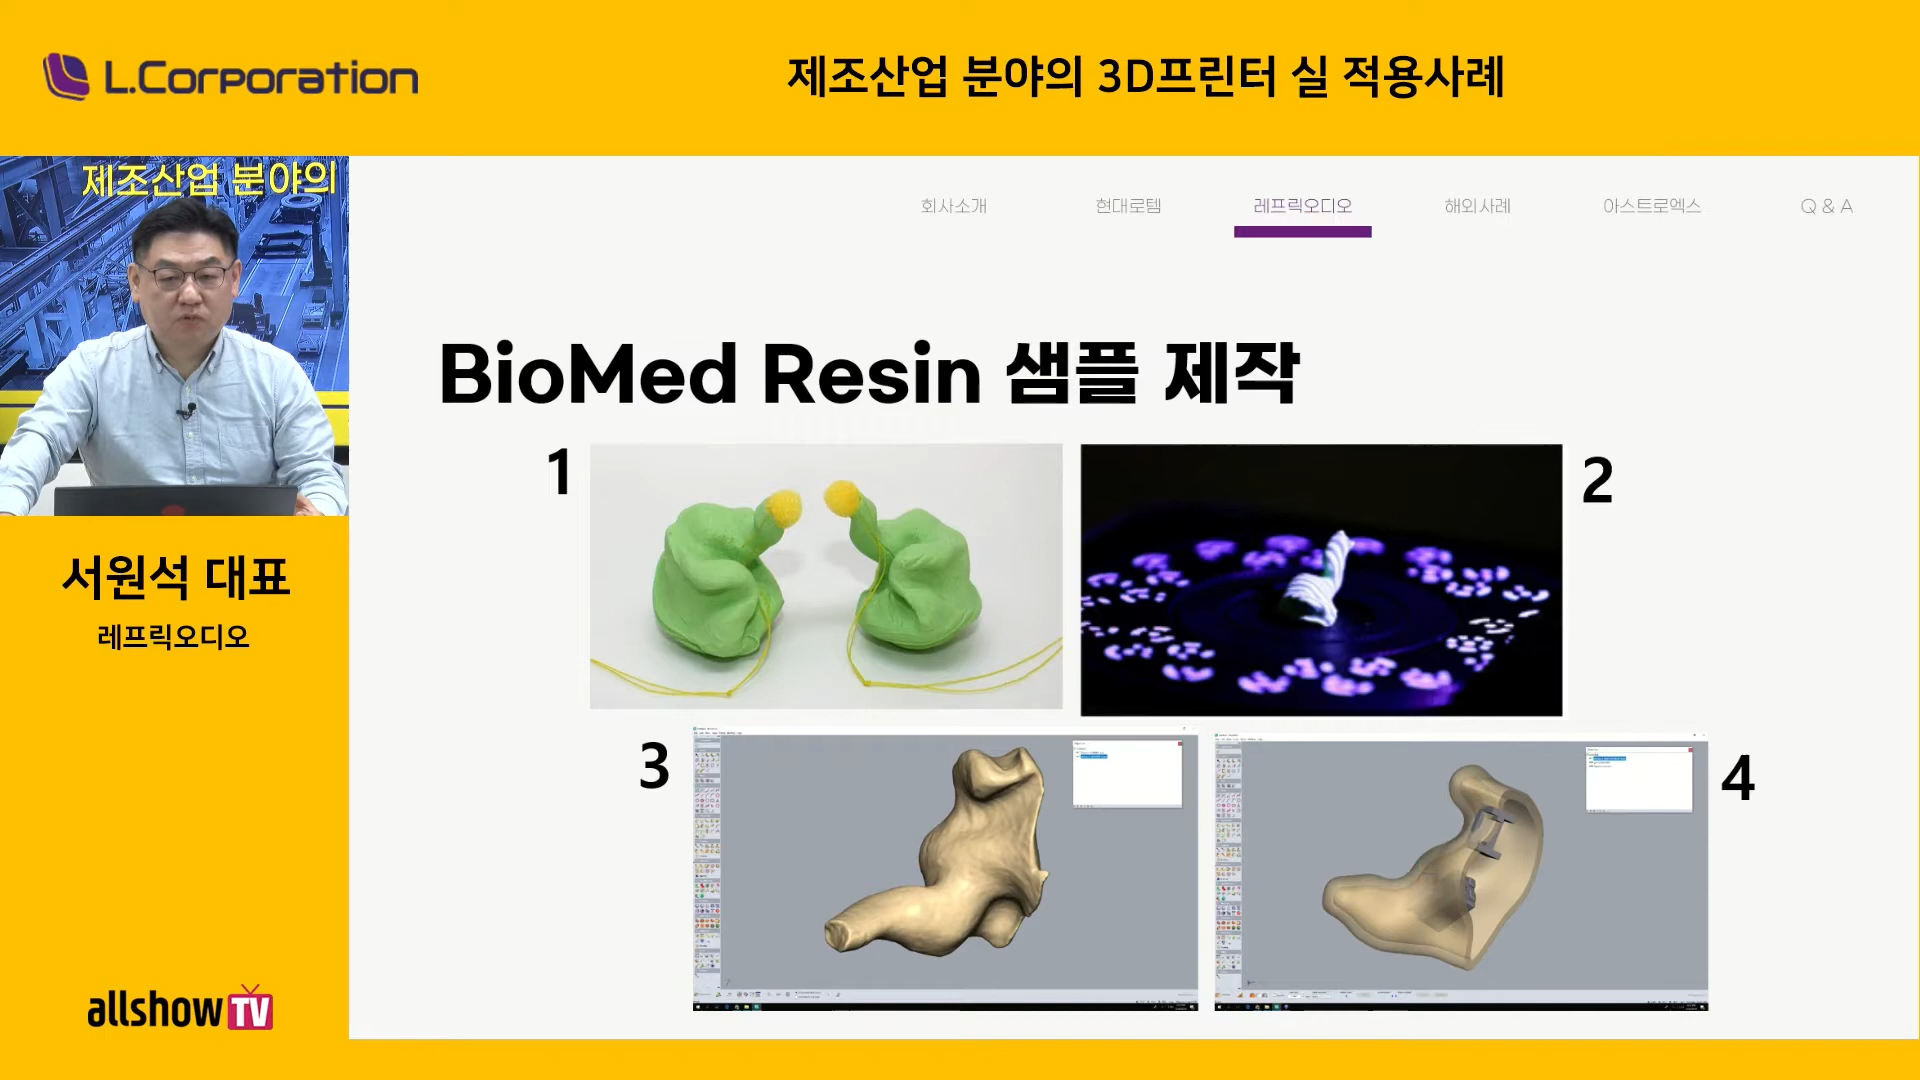 L.Corporation
제조산업 분야의 3D프린터 실 적용사례
제조산업 분야의
회사소개 현대로템 레프릭오디오 해외사례 아스트로엑스 Q & A
BioMed Resin 샘플 제작
1
2
3
4
서원석 대표
레프릭오디오
allshow TV